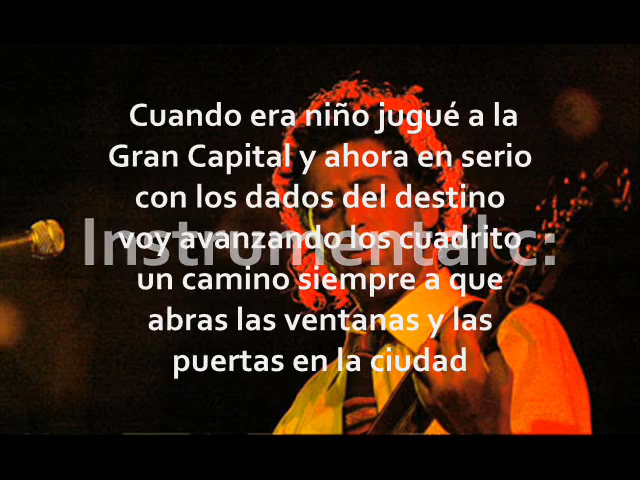 Cuando era niño jugué a la
Gran Capital y ahora en serio
con los dados del destino
voy avanzando los cuadrito
Instrumental c:
un camino siempre a que
abras las ventanas y las
puertas en la ciudad